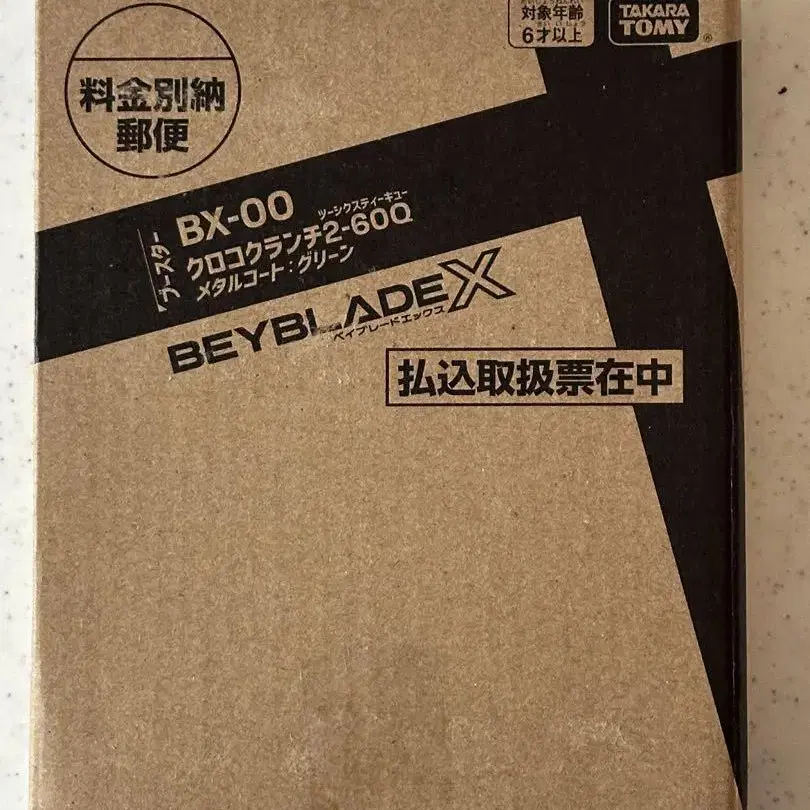 対象年齢
6才以上
TAKARA
TOMY
®
料金別納
郵便
ブースター
BX-00
ツーシクスティーキュー
クロコクランチ2-60Q
メタルコート:グリーン
BEYBLADE X
ベイブレードエックス
払込取扱票在中